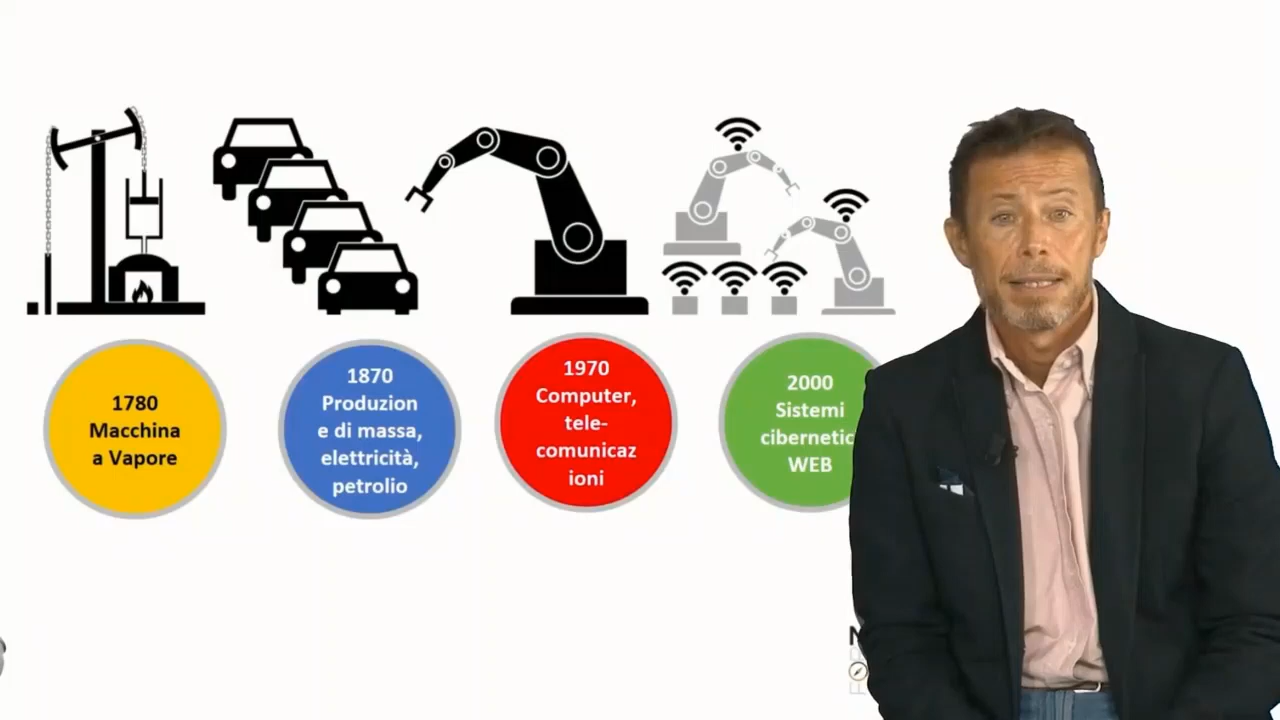 1780
Macchina
a Vapore
1870
Produzion
e di massa,
elettricità,
petrolio
1970
Computer,
tele-
comunicaz
ioni
2000
Sistemi
cibernetic
WEB